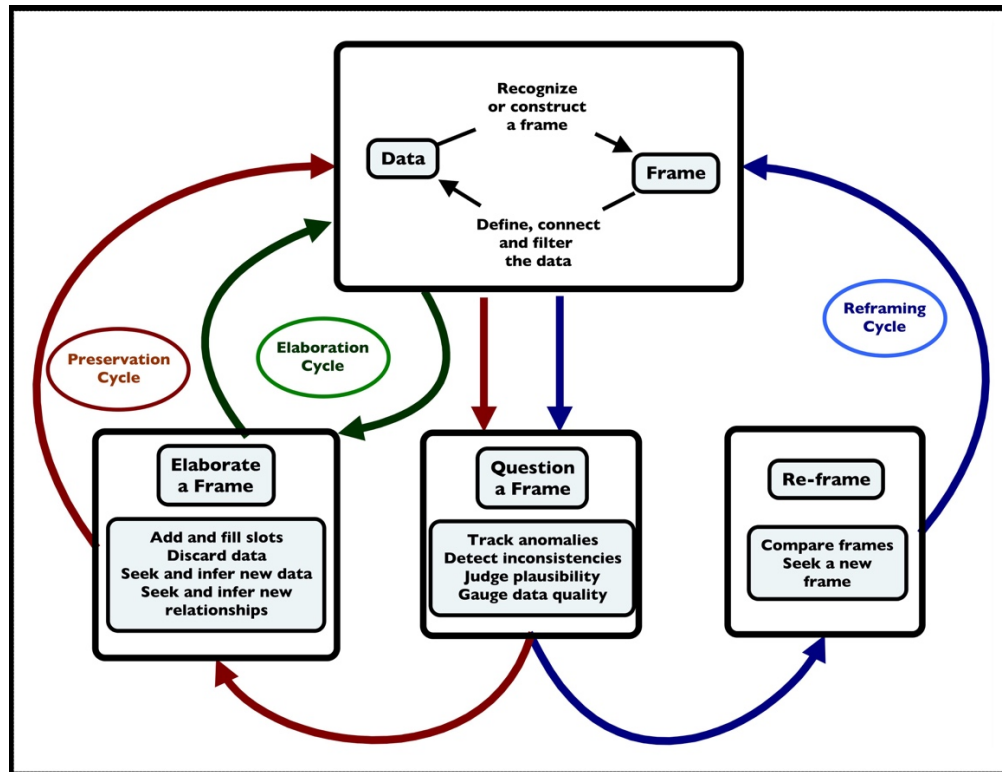 Recognize
or construct
a frame
Data
Frame
Define, connect
and filter
the data
Preservation
Cycle
Elaboration
Cycle
Reframing
Cycle
Elaborate
a Frame
Add and fill slots
Discard data
Seek and infer new data
Seek and infer new
relationships
Question
a Frame
Track anomalies
Detect inconsistencies
Judge plausibility
Gauge data quality
Re-frame
Compare frames
Seek a new
frame